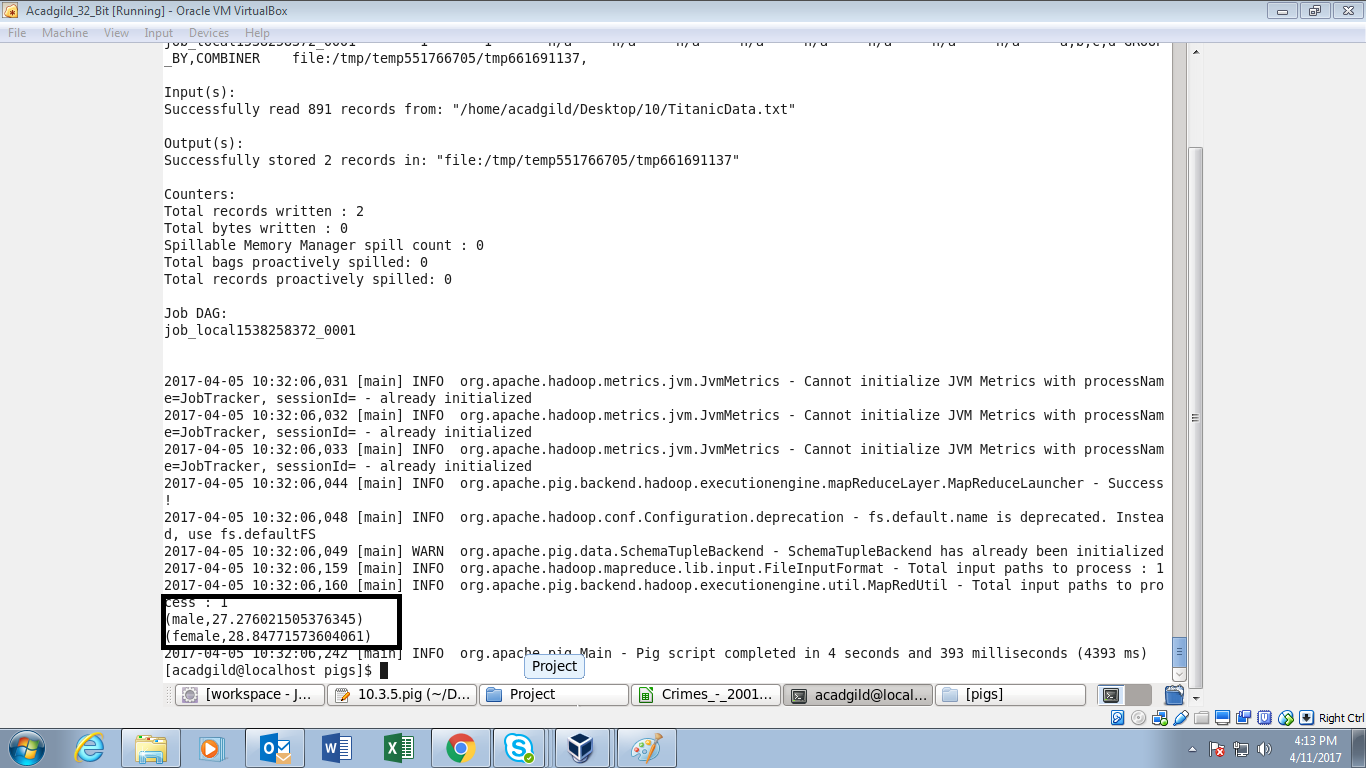 Acadgild_32_Bit [Running] - Oracle VM VirtualBox
File Machine View Input Devices Help
job_local1538258372_0001 1 1 n/a n/a n/a n/a n/a n/a n/a n/a a,b,c,d GROUP
_BY,COMBINER file:/tmp/temp551766705/tmp661691137,
Input(s):
Successfully read 891 records from: "/home/acadgild/Desktop/10/TitanicData.txt"
Output(s):
Successfully stored 2 records in: "file:/tmp/temp551766705/tmp661691137"
Counters:
Total records written : 2
Total bytes written : 0
Spillable Memory Manager spill count : 0
Total bags proactively spilled: 0
Total records proactively spilled: 0
Job DAG:
job_local1538258372_0001
2017-04-05 10:32:06,031 [main] INFO org.apache.hadoop.metrics.jvm.JvmMetrics - Cannot initialize JVM Metrics with processNam
e=JobTracker, sessionId= - already initialized
2017-04-05 10:32:06,032 [main] INFO org.apache.hadoop.metrics.jvm.JvmMetrics - Cannot initialize JVM Metrics with processNam
e=JobTracker, sessionId= - already initialized
2017-04-05 10:32:06,033 [main] INFO org.apache.hadoop.metrics.jvm.JvmMetrics - Cannot initialize JVM Metrics with processNam
e=JobTracker, sessionId= - already initialized
2017-04-05 10:32:06,044 [main] INFO org.apache.pig.backend.hadoop.executionengine.mapReduceLayer.MapReduceLauncher - Success
!
2017-04-05 10:32:06,048 [main] INFO org.apache.hadoop.conf.Configuration.deprecation - fs.default.name is deprecated. Instea
d, use fs.defaultFS
2017-04-05 10:32:06,049 [main] WARN org.apache.pig.data.SchemaTupleBackend - SchemaTupleBackend has already been initialized
2017-04-05 10:32:06,159 [main] INFO org.apache.hadoop.mapreduce.lib.input.FileInputFormat - Total input paths to process : 1
2017-04-05 10:32:06,160 [main] INFO org.apache.pig.backend.hadoop.executionengine.util.MapRedUtil - Total input paths to pro
cess : 1
(male,27.276021505376345)
(female,28.84771573604061)
2017-04-05 10:32:06,242 [main] INFO org.apache.pig.Main - Pig script completed in 4 seconds and 393 milliseconds (4393 ms)
[acadgild@localhost pigs]$
Project
[workspace - J... 10.3.5.pig (~/D... Project Crimes_-_2001... acadgild@local... [pigs]
Right Ctrl
4:13 PM
4/11/2017